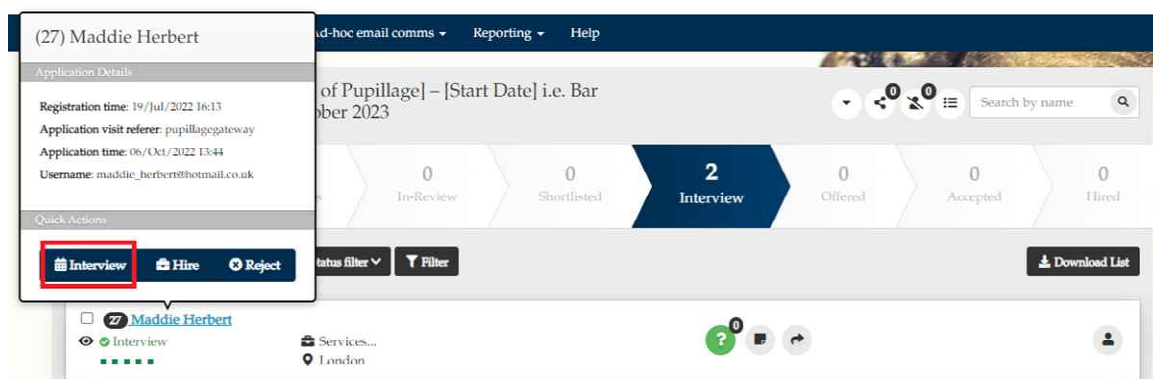 (27) Maddie Herbert
Application Details
Registration time: 19/Jul/2022 16:13
Application visit referer: pupillagegateway
Application time: 06/Oct/2022 13:44
Username: maddie_herbert@hotmail.co.uk
Quick Actions
Interview Hire Reject
d-hoc email comms Reporting Help
of Pupillage] – [Start Date] i.e. Bar
ober 2023
0 0
Search by name
0 In-Review
0 Shortlisted
2 Interview
0 Offered
0 Accepted
0 Hired
tatus filter Filter Download List
27 Maddie Herbert
Interview
Services...
London
? 0